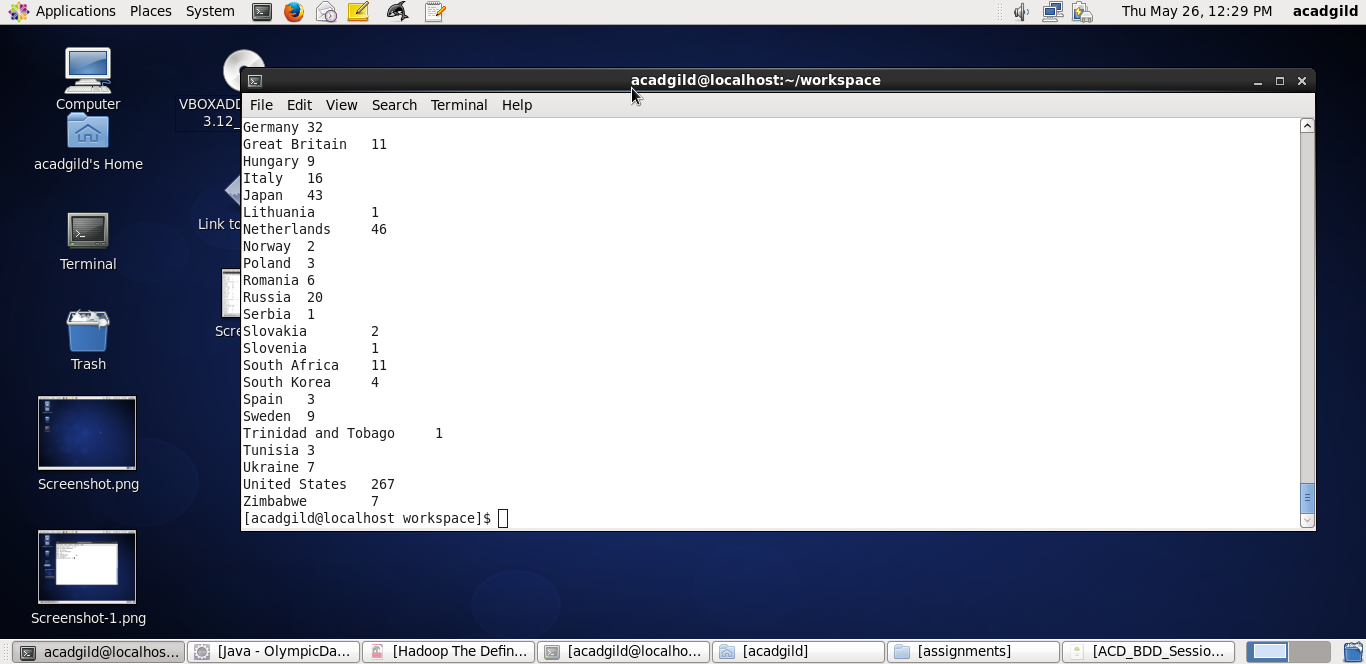 Applications Places System Thu May 26, 12:29 PM acadgild
Computer
acadgild's Home
Terminal
Trash
Screenshot.png
Screenshot-1.png
VBOXADD
3.12_
Link to
Scre
acadgild@localhost:~/workspace
File Edit View Search Terminal Help
Germany 32
Great Britain 11
Hungary 9
Italy 16
Japan 43
Lithuania 1
Netherlands 46
Norway 2
Poland 3
Romania 6
Russia 20
Serbia 1
Slovakia 2
Slovenia 1
South Africa 11
South Korea 4
Spain 3
Sweden 9
Trinidad and Tobago 1
Tunisia 3
Ukraine 7
United States 267
Zimbabwe 7
[acadgild@localhost workspace]$
acadgild@localhos... [Java - OlympicDa... [Hadoop The Defin... [acadgild@localho... [acadgild] [assignments] [ACD_BDD_Sessio...